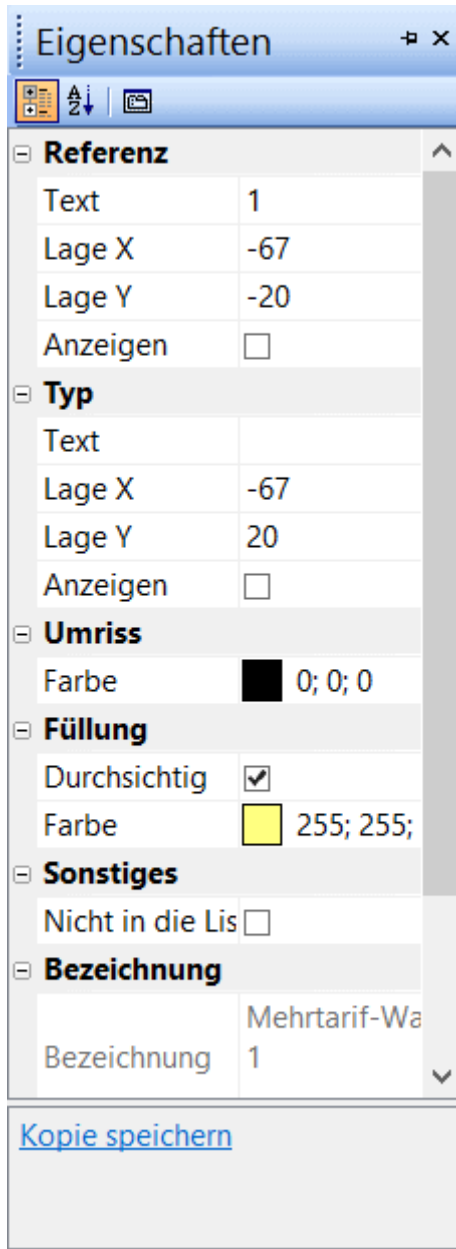 Eigenschaften
Referenz
Text 1
Lage X -67
Lage Y -20
Anzeigen
Typ
Text
Lage X -67
Lage Y 20
Anzeigen
Umriss
Farbe 0; 0; 0
Füllung
Durchsichtig
Farbe 255; 255;
Sonstiges
Nicht in die Lis
Bezeichnung
Mehrtarif-Wa
Bezeichnung 1
Kopie speichern